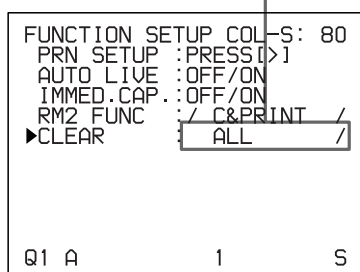 FUNCTION SETUP COL-S: 80
PRN SETUP :PRESS[>]
AUTO LIVE :OFF/ON
IMMED.CAP.:OFF/ON
RM2 FUNC :/ C&PRINT /
▶CLEAR : ALL /
Q1 A 1 S